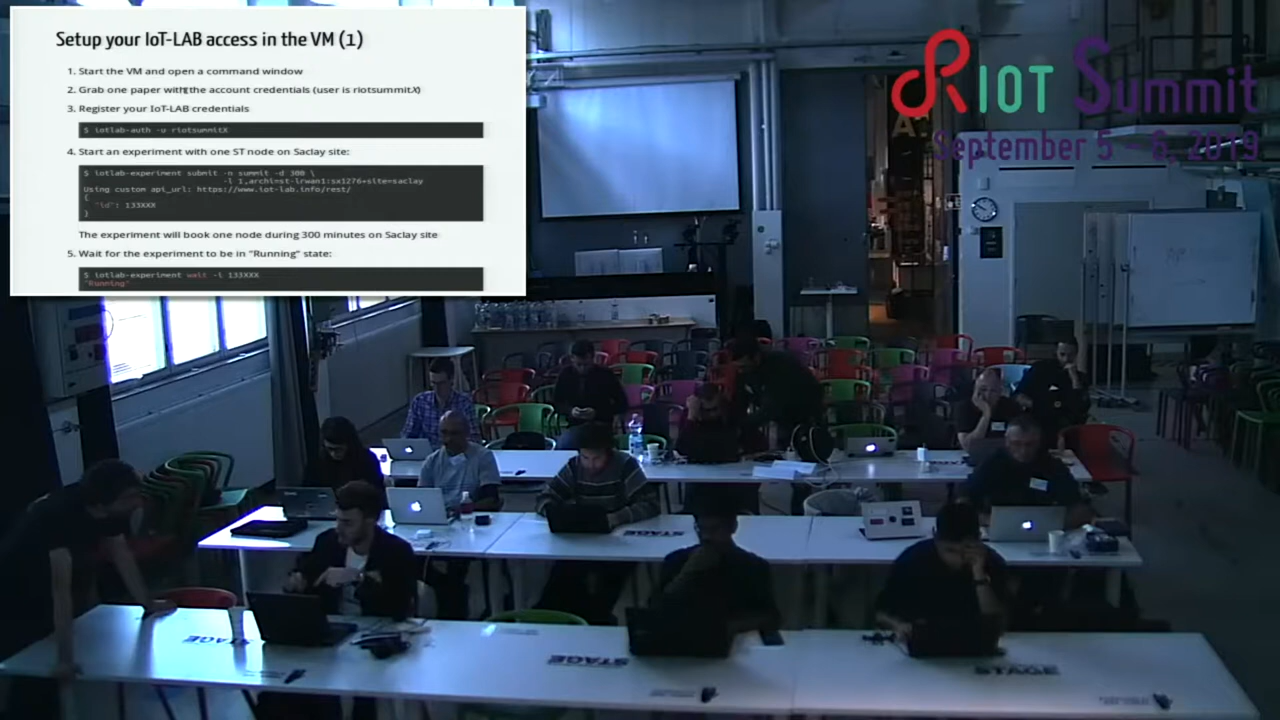 Setup your IoT-LAB access in the VM (1)
1. Start the VM and open a command window
2. Grab one paper with the account credentials (user is riotsummitX)
3. Register your IoT-LAB credentials
$ iotlab-auth -u riotsummitX
4. Start an experiment with one ST node on Saclay site:
$ iotlab-experiment submit -n summit -d 300 \
-l 1,archi=st-lrwan1:sx1276+site=saclay
Using custom api_url: https://www.iot-lab.info/rest/
{
"id": 133XXX
}
The experiment will book one node during 300 minutes on Saclay site
5. Wait for the experiment to be in "Running" state:
$ iotlab-experiment wait -i 133XXX
"Running"
RIOT Summit
September 5 - 6, 2019
STAGE
STAGE
STAGE
STAGE